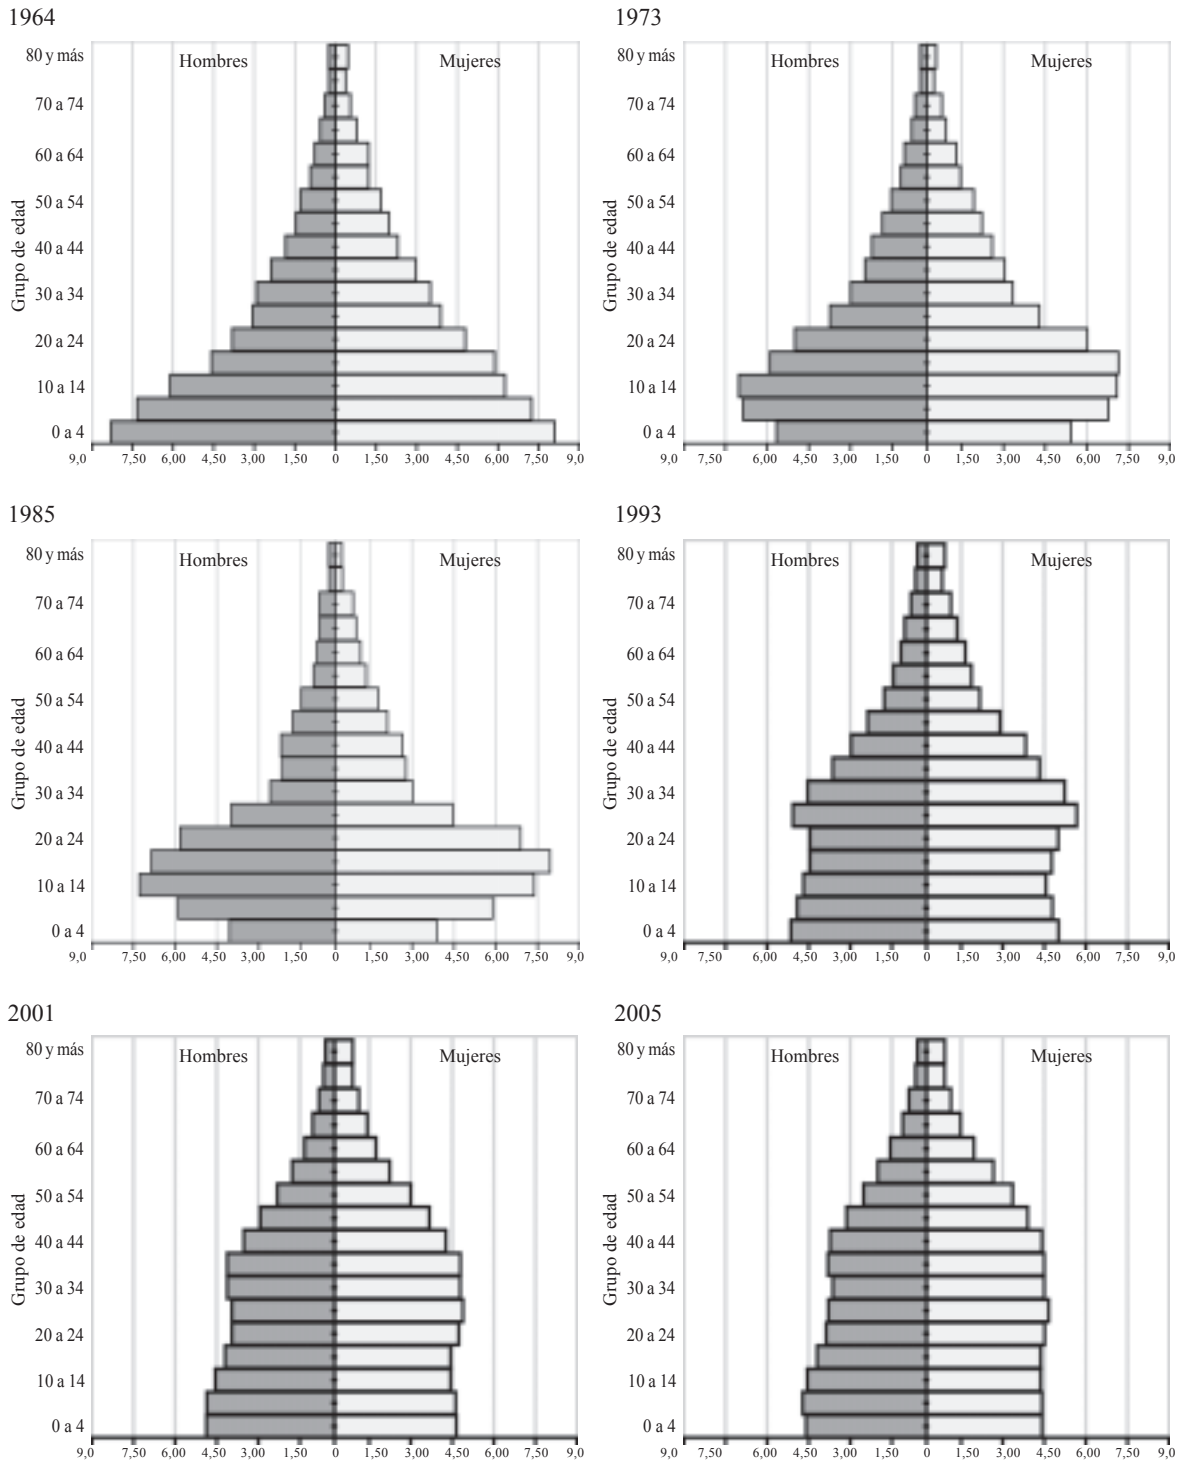 1964
80 y más
70 a 74
60 a 64
50 a 54
40 a 44
30 a 34
20 a 24
10 a 14
0 a 4
Grupo de edad
Hombres Mujeres
9,0 7,50 6,00 4,50 3,00 1,50 0 1,50 3,00 4,50 6,00 7,50 9,0
1973
80 y más
70 a 74
60 a 64
50 a 54
40 a 44
30 a 34
20 a 24
10 a 14
0 a 4
Grupo de edad
Hombres Mujeres
9,0 7,50 6,00 4,50 3,00 1,50 0 1,50 3,00 4,50 6,00 7,50 9,0
1985
80 y más
70 a 74
60 a 64
50 a 54
40 a 44
30 a 34
20 a 24
10 a 14
0 a 4
Grupo de edad
Hombres Mujeres
9,0 7,50 6,00 4,50 3,00 1,50 0 1,50 3,00 4,50 6,00 7,50 9,0
1993
80 y más
70 a 74
60 a 64
50 a 54
40 a 44
30 a 34
20 a 24
10 a 14
0 a 4
Grupo de edad
Hombres Mujeres
9,0 7,50 6,00 4,50 3,00 1,50 0 1,50 3,00 4,50 6,00 7,50 9,0
2001
80 y más
70 a 74
60 a 64
50 a 54
40 a 44
30 a 34
20 a 24
10 a 14
0 a 4
Grupo de edad
Hombres Mujeres
9,0 7,50 6,00 4,50 3,00 1,50 0 1,50 3,00 4,50 6,00 7,50 9,0
2005
80 y más
70 a 74
60 a 64
50 a 54
40 a 44
30 a 34
20 a 24
10 a 14
0 a 4
Grupo de edad
Hombres Mujeres
9,0 7,50 6,00 4,50 3,00 1,50 0 1,50 3,00 4,50 6,00 7,50 9,0